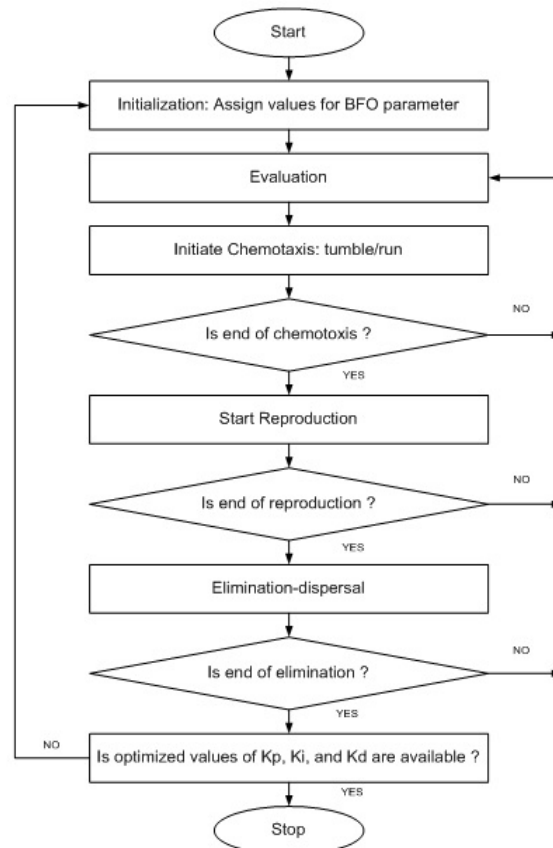 Start
Initialization: Assign values for BFO parameter
Evaluation
Initiate Chemotaxis: tumble/run
Is end of chemotoxis ?
NO
YES
Start Reproduction
Is end of reproduction ?
NO
YES
Elimination-dispersal
Is end of elimination ?
NO
YES
NO
Is optimized values of Kp, Ki, and Kd are available ?
YES
Stop